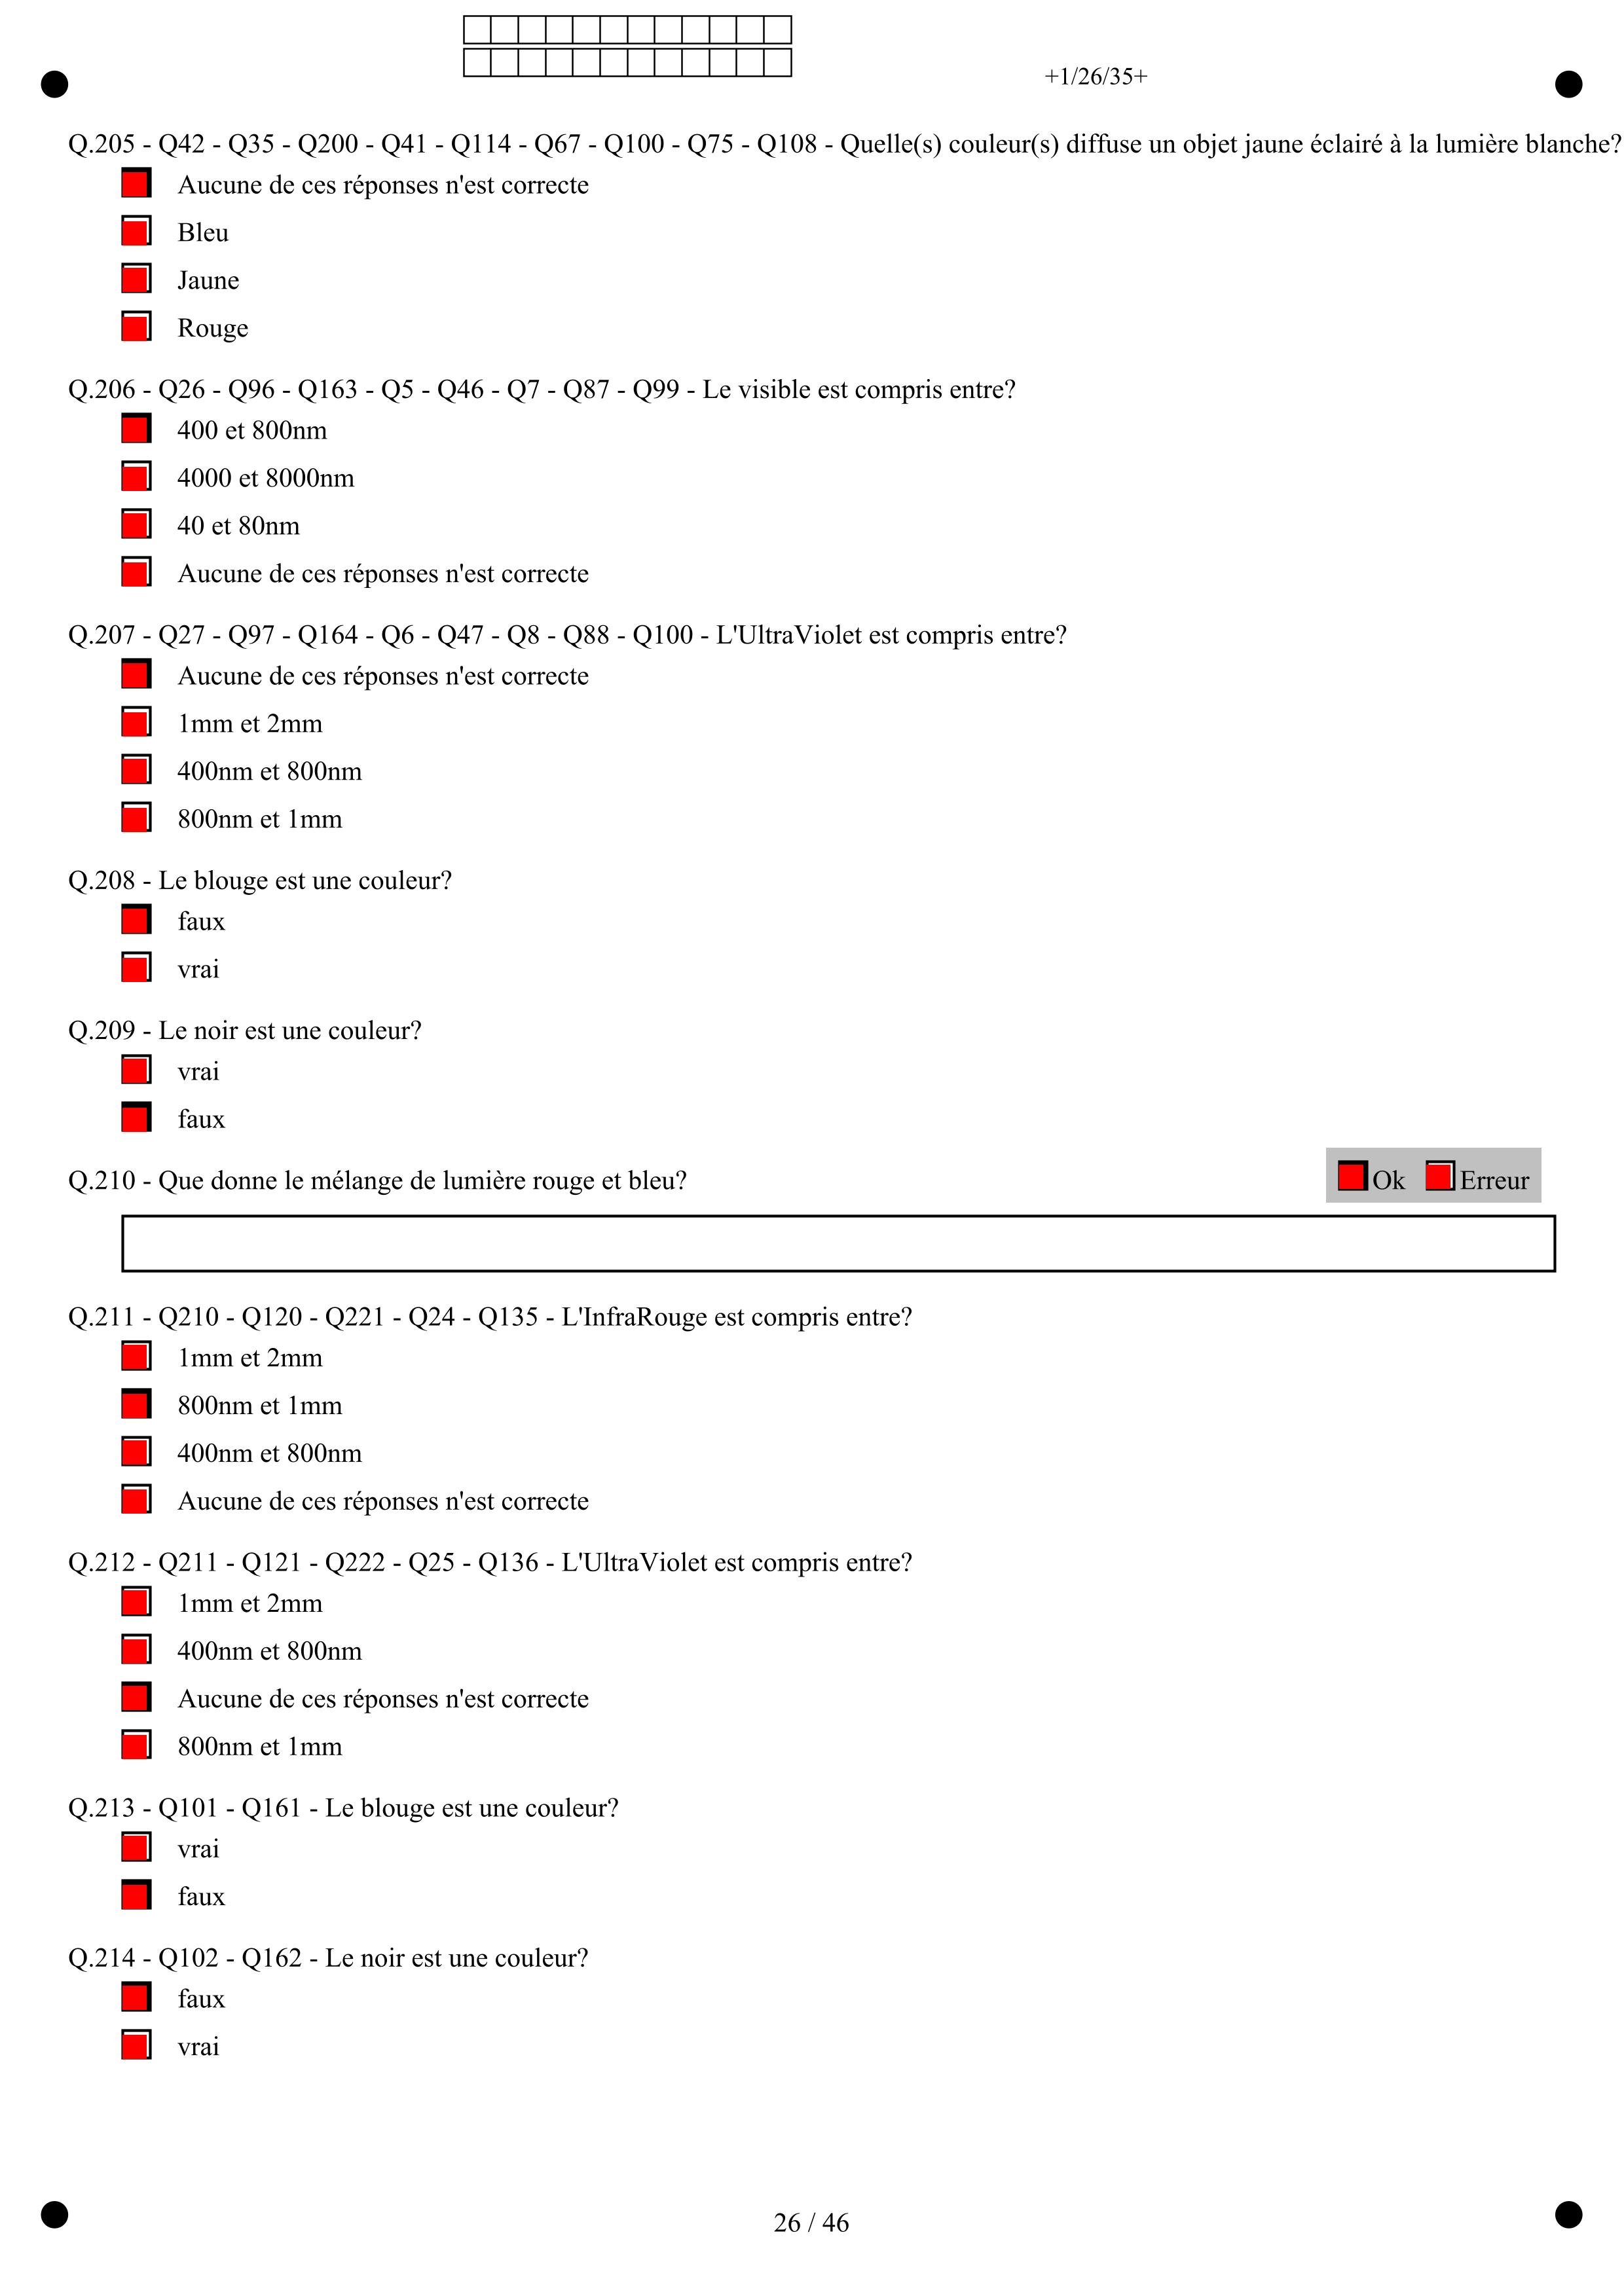 +1/26/35+
Q.205 - Q42 - Q35 - Q200 - Q41 - Q114 - Q67 - Q100 - Q75 - Q108 - Quelle(s) couleur(s) diffuse un objet jaune éclairé à la lumière blanche?
Aucune de ces réponses n'est correcte
Bleu
Jaune
Rouge
Q.206 - Q26 - Q96 - Q163 - Q5 - Q46 - Q7 - Q87 - Q99 - Le visible est compris entre?
400 et 800nm
4000 et 8000nm
40 et 80nm
Aucune de ces réponses n'est correcte
Q.207 - Q27 - Q97 - Q164 - Q6 - Q47 - Q8 - Q88 - Q100 - L'UltraViolet est compris entre?
Aucune de ces réponses n'est correcte
1mm et 2mm
400nm et 800nm
800nm et 1mm
Q.208 - Le blouge est une couleur?
faux
vrai
Q.209 - Le noir est une couleur?
vrai
faux
Q.210 - Que donne le mélange de lumière rouge et bleu?
Ok Erreur
Q.211 - Q210 - Q120 - Q221 - Q24 - Q135 - L'InfraRouge est compris entre?
1mm et 2mm
800nm et 1mm
400nm et 800nm
Aucune de ces réponses n'est correcte
Q.212 - Q211 - Q121 - Q222 - Q25 - Q136 - L'UltraViolet est compris entre?
1mm et 2mm
400nm et 800nm
Aucune de ces réponses n'est correcte
800nm et 1mm
Q.213 - Q101 - Q161 - Le blouge est une couleur?
vrai
faux
Q.214 - Q102 - Q162 - Le noir est une couleur?
faux
vrai
26 / 46